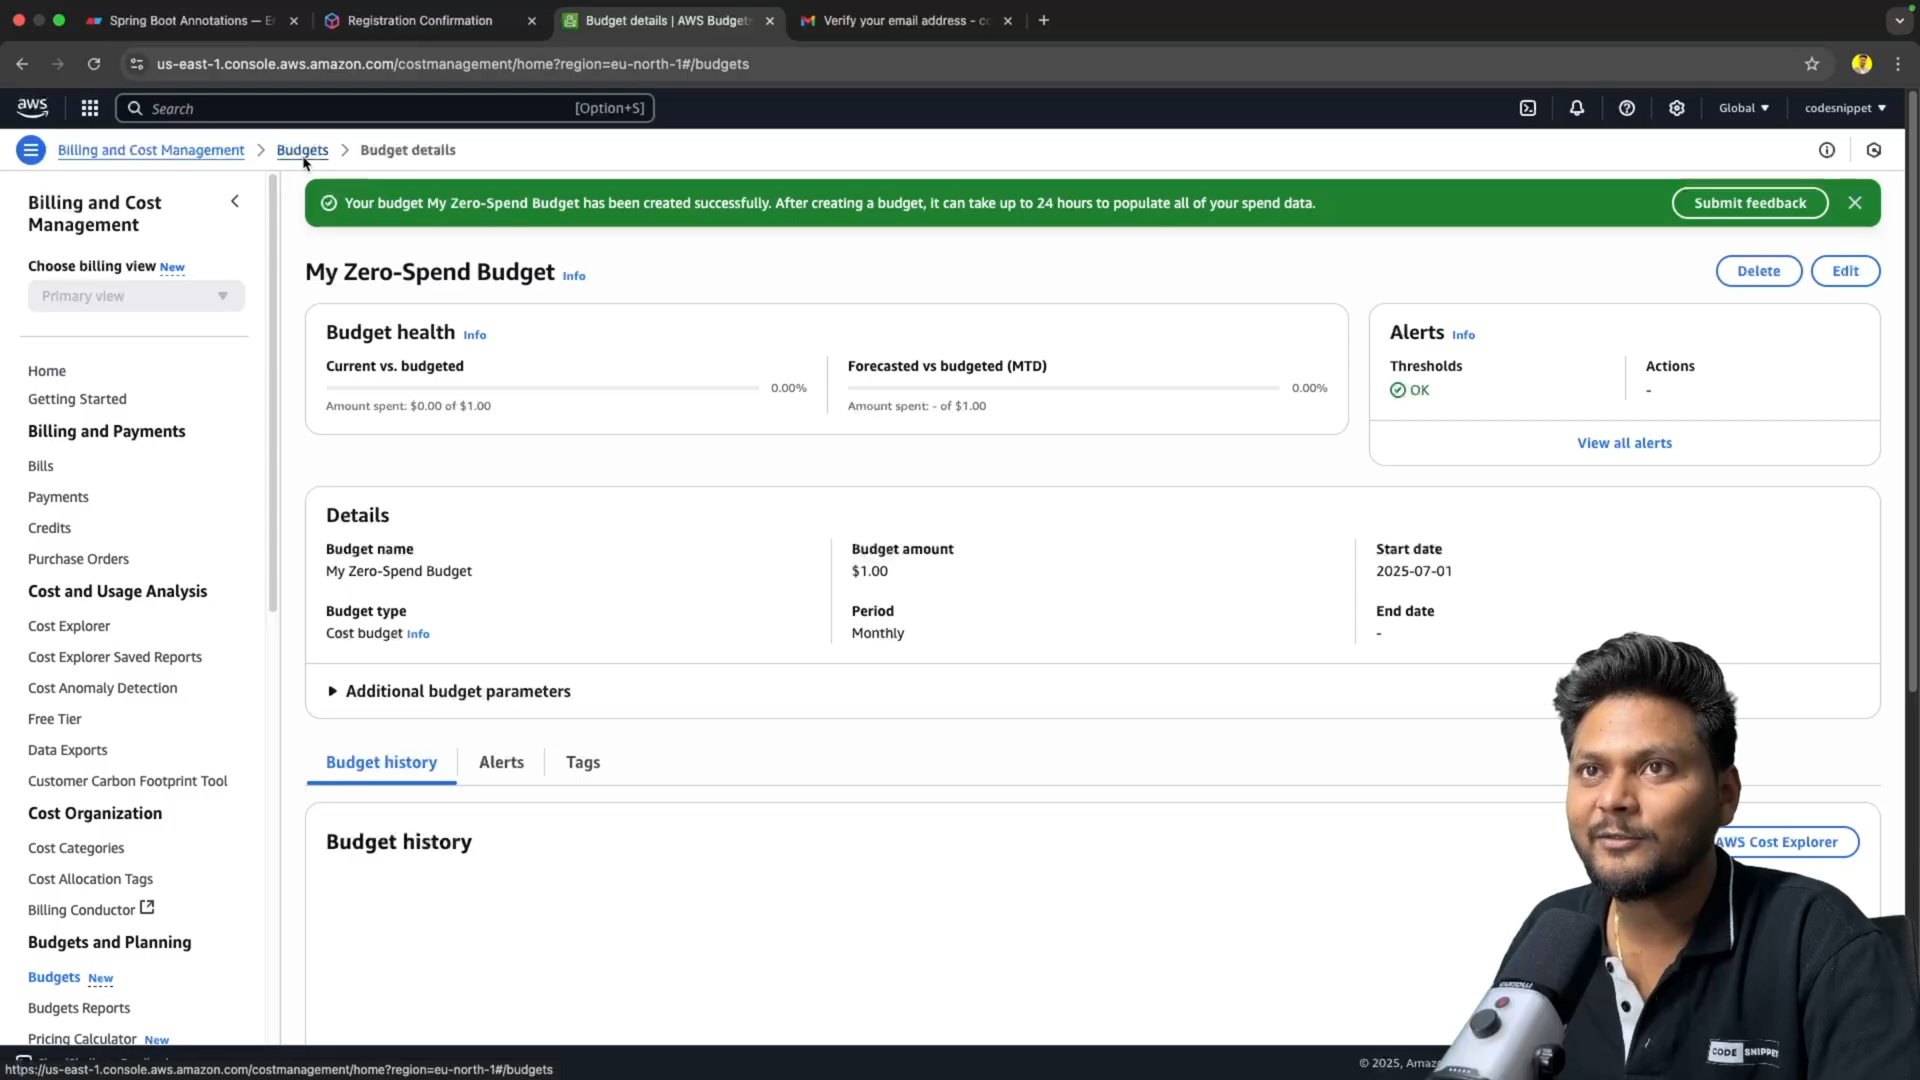 Spring Boot Annotations — E
Registration Confirmation
Budget details | AWS Budget
Verify your email address - c
us-east-1.console.aws.amazon.com/costmanagement/home?region=eu-north-1#/budgets
aws
Search
[Option+S]
Global
codesnippet
Billing and Cost Management
Budgets
Budget details
Billing and Cost
Management
Choose billing view New
Primary view
Home
Getting Started
Billing and Payments
Bills
Payments
Credits
Purchase Orders
Cost and Usage Analysis
Cost Explorer
Cost Explorer Saved Reports
Cost Anomaly Detection
Free Tier
Data Exports
Customer Carbon Footprint Tool
Cost Organization
Cost Categories
Cost Allocation Tags
Billing Conductor
Budgets and Planning
Budgets New
Budgets Reports
Pricing Calculator New
Your budget My Zero-Spend Budget has been created successfully. After creating a budget, it can take up to 24 hours to populate all of your spend data.
Submit feedback
My Zero-Spend Budget Info
Delete
Edit
Budget health Info
Current vs. budgeted
0.00%
Amount spent: $0.00 of $1.00
Forecasted vs budgeted (MTD)
0.00%
Amount spent: - of $1.00
Alerts Info
Thresholds
OK
Actions
-
View all alerts
Details
Budget name
My Zero-Spend Budget
Budget type
Cost budget Info
Budget amount
$1.00
Period
Monthly
Start date
2025-07-01
End date
-
Additional budget parameters
Budget history
Alerts
Tags
Budget history
AWS Cost Explorer
CODE SNIPPET
© 2025, Amaz
https://us-east-1.console.aws.amazon.com/costmanagement/home?region=eu-north-1#/budgets